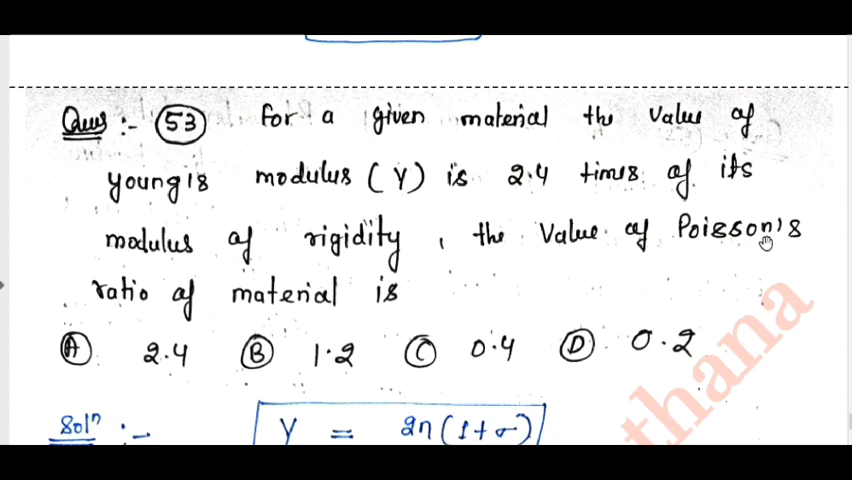 Ques :- 53 For a given material the value of
young's modulus (Y) is 2.4 times of its
modulus of rigidity, the value of Poisson's
ratio of material is
A 2.4 B 1.2 C 0.4 D 0.2
Solⁿ :- Y = 2η(1+σ)
thana